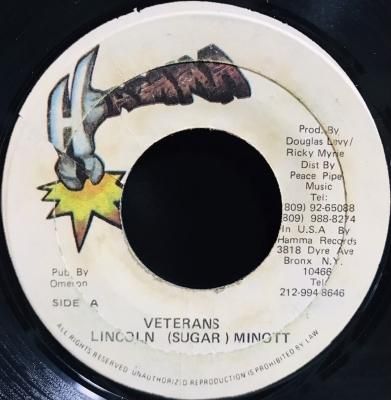 Prod. By
Douglas Levy/
Ricky Myrie
Dist By
Peace Pipe
Music
Tel:
(809) 92-65088
(809) 988-8274
In U.S.A By
Hamma Records
3818 Dyre Ave
Bronx N.Y.
10466
Tel:
212-994 8646
Pub. By
Omeron
SIDE A
VETERANS
LINCOLN (SUGAR) MINOTT
ALL RIGHTS RESERVED UNAUTHORIZED REPRODUCTION IS PROHIBITED BY LAW